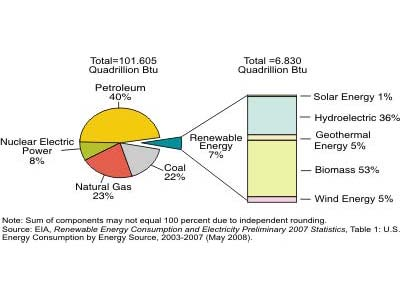 Total=101.605
Quadrillion Btu
Total =6.830
Quadrillion Btu
Petroleum
40%
Nuclear Electric
Power
8%
Natural Gas
23%
Coal
22%
Renewable
Energy
7%
Solar Energy 1%
Hydroelectric 36%
Geothermal
Energy 5%
Biomass 53%
Wind Energy 5%
Note: Sum of components may not equal 100 percent due to independent rounding.
Source: EIA, Renewable Energy Consumption and Electricity Preliminary 2007 Statistics, Table 1: U.S.
Energy Consumption by Energy Source, 2003-2007 (May 2008).